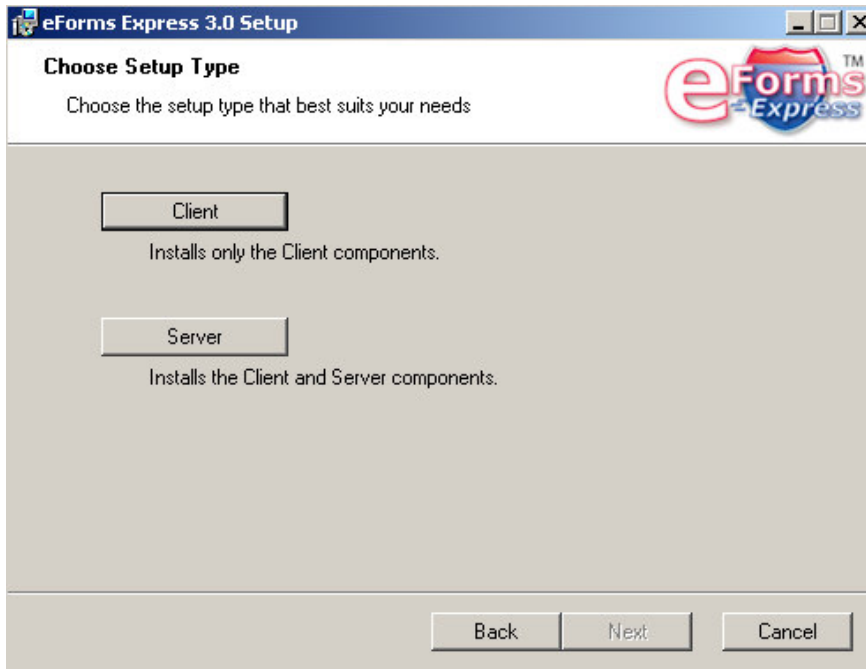 eForms Express 3.0 Setup
Choose Setup Type
Choose the setup type that best suits your needs
eForms TM
Express
Client
Installs only the Client components.
Server
Installs the Client and Server components.
Back Next Cancel